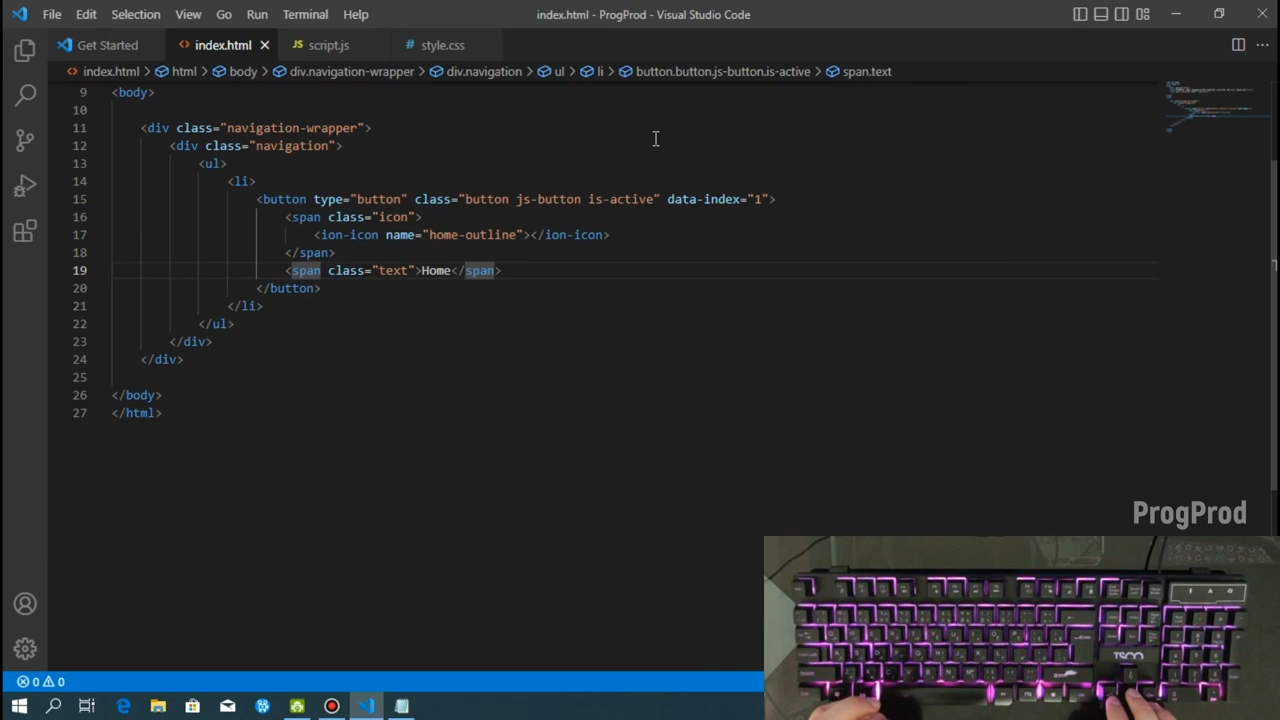 File Edit Selection View Go Run Terminal Help index.html - ProgProd - Visual Studio Code
Get Started index.html JS script.js # style.css
index.html > html > body > div.navigation-wrapper > div.navigation > ul > li > button.button.js-button.is-active > span.text
9 <body>
10
11 <div class="navigation-wrapper">
12 <div class="navigation">
13 <ul>
14 <li>
15 <button type="button" class="button js-button is-active" data-index="1">
16 <span class="icon">
17 <ion-icon name="home-outline"></ion-icon>
18 </span>
19 <span class="text">Home</span>
20 </button>
21 </li>
22 </ul>
23 </div>
24 </div>
25
26 </body>
27 </html>
ProgProd
TSCO
0 0